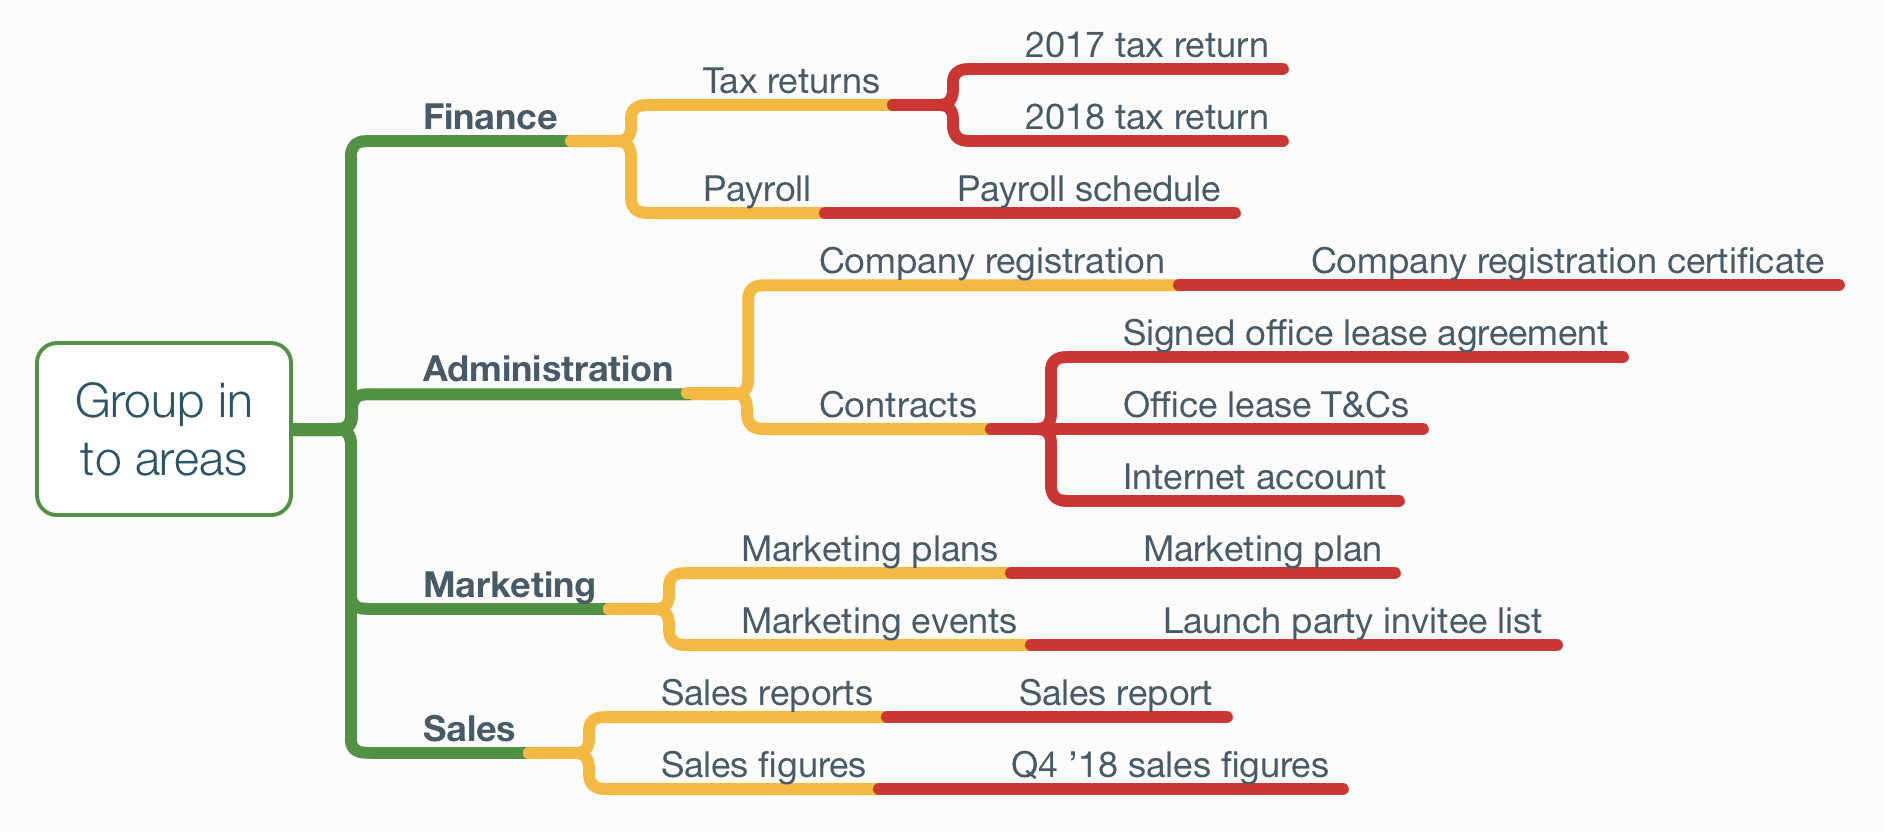 Group in
to areas
Finance
Tax returns
2017 tax return
2018 tax return
Payroll
Payroll schedule
Administration
Company registration
Company registration certificate
Contracts
Signed office lease agreement
Office lease T&Cs
Internet account
Marketing
Marketing plans
Marketing plan
Marketing events
Launch party invitee list
Sales
Sales reports
Sales report
Sales figures
Q4 ’18 sales figures